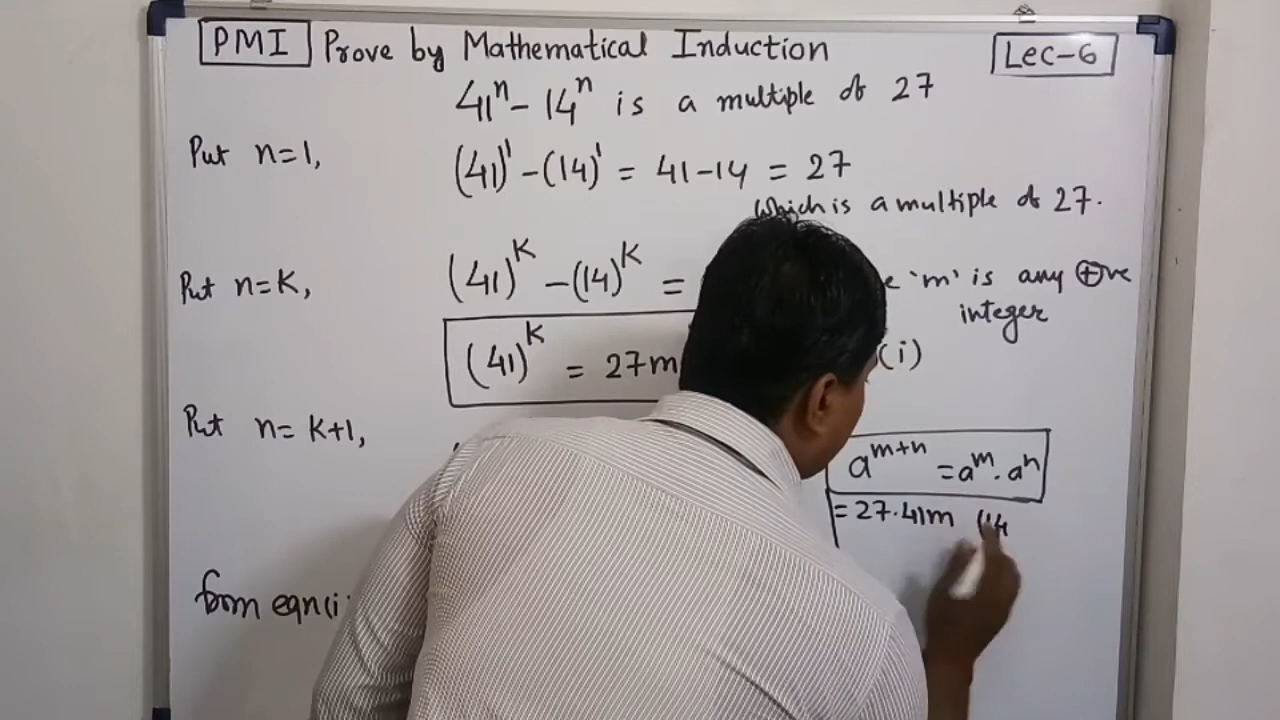 PMI Prove by Mathematical Induction Lec-6
41ⁿ - 14ⁿ is a multiple of 27
Put n=1, (41)¹ - (14)¹ = 41-14 = 27
which is a multiple of 27.
Put n=K, (41)ᴷ - (14)ᴷ = 'm' is any ⊕ve
integer
(41)ᴷ = 27m (i)
Put n= K+1,
aᵐ⁺ⁿ = aᵐ.aⁿ
= 27.41m (14
form eqn(i